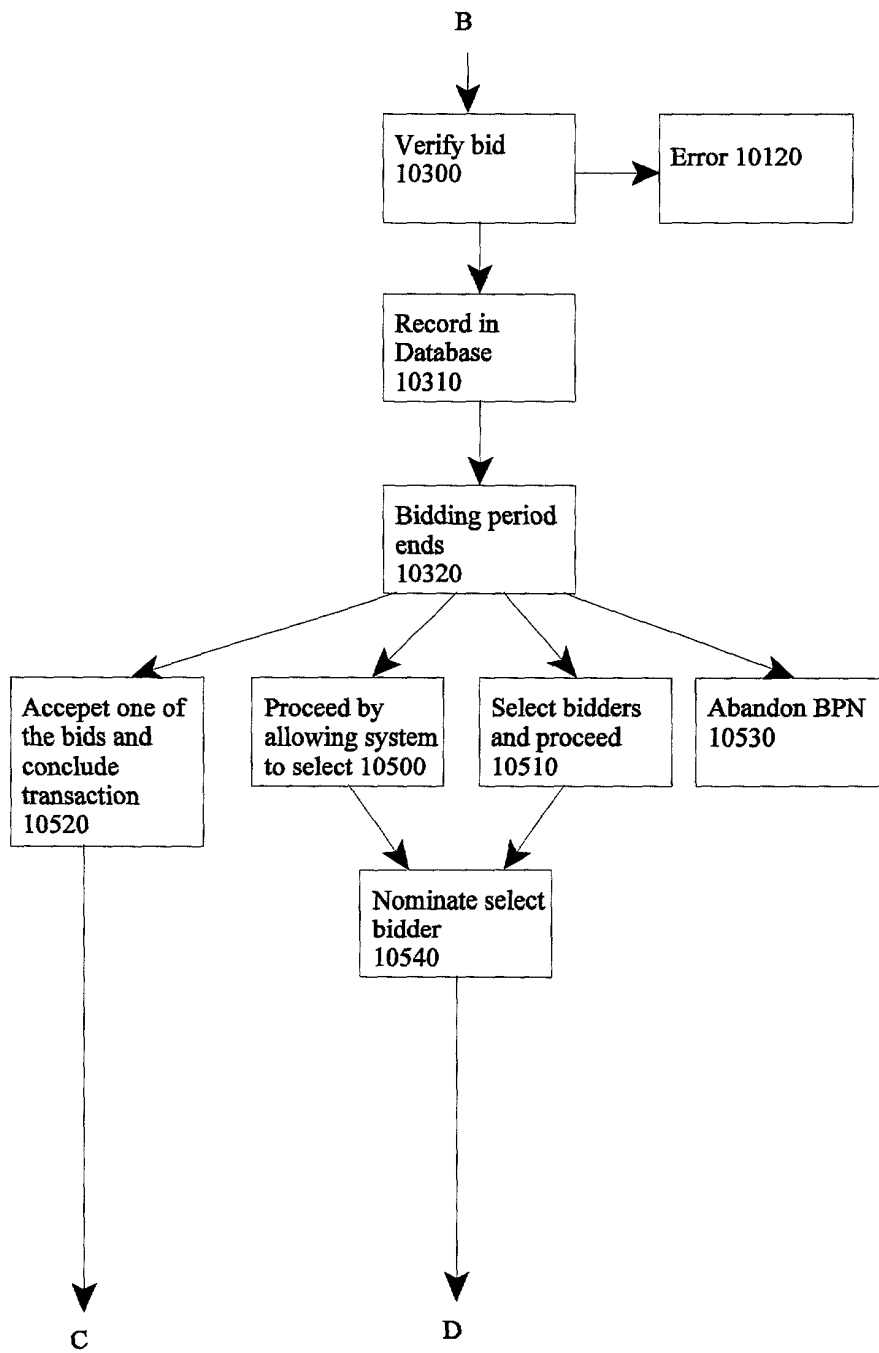 B
Verify bid
10300
Error 10120
Record in
Database
10310
Bidding period
ends
10320
Accepet one of
the bids and
conclude
transaction
10520
Proceed by
allowing system
to select 10500
Select bidders
and proceed
10510
Abandon BPN
10530
Nominate select
bidder
10540
C
D